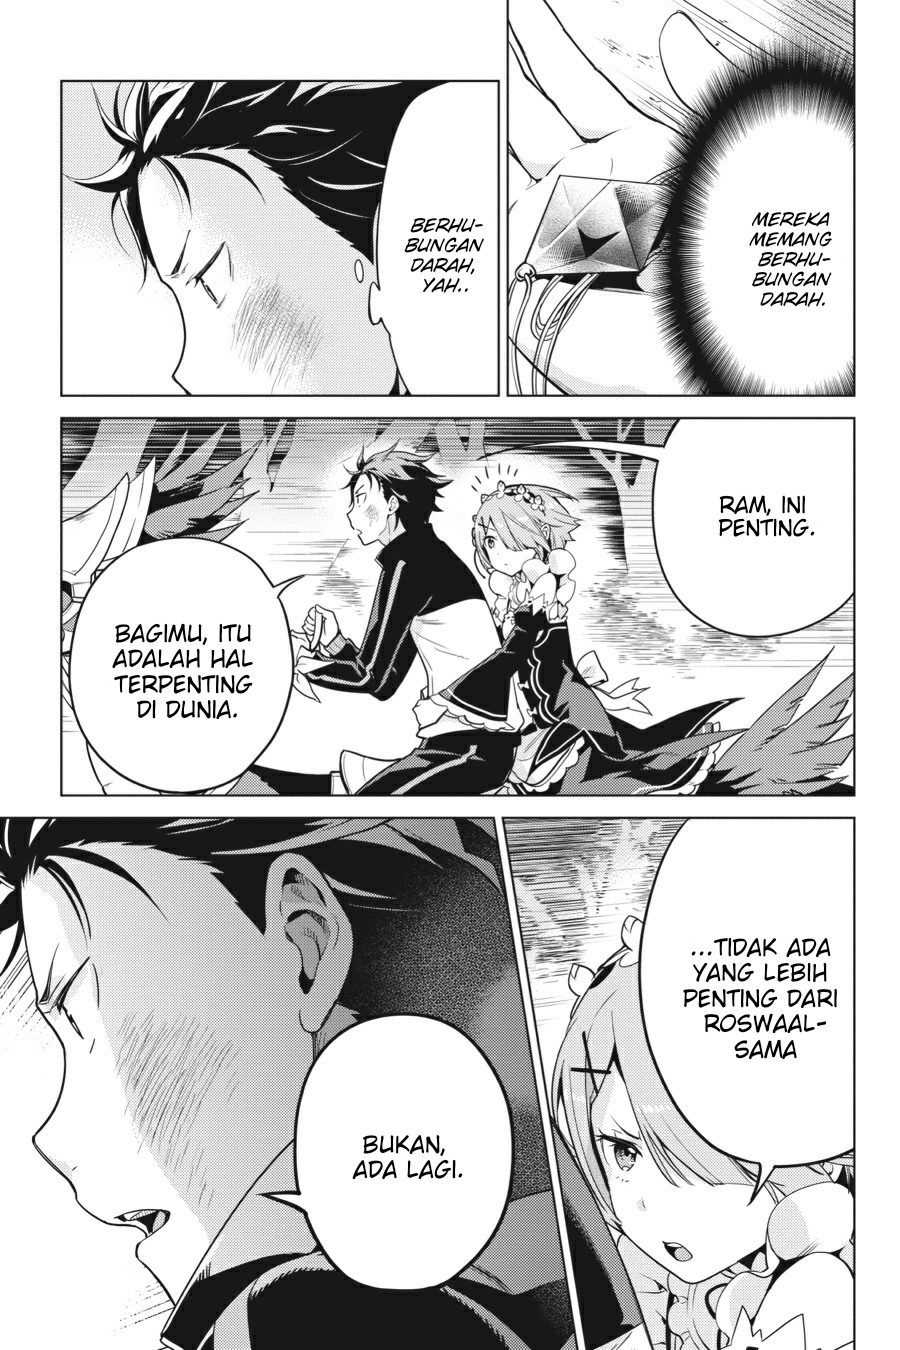 MEREKA
MEMANG
BERHU-
BUNGAN
DARAH.
BERHU-
BUNGAN
DARAH,
YAH..
RAM, INI
PENTING.
BAGIMU, ITU
ADALAH HAL
TERPENTING
DI DUNIA.
...TIDAK ADA
YANG LEBIH
PENTING DARI
ROSWAAL-
SAMA
BUKAN,
ADA LAGI.